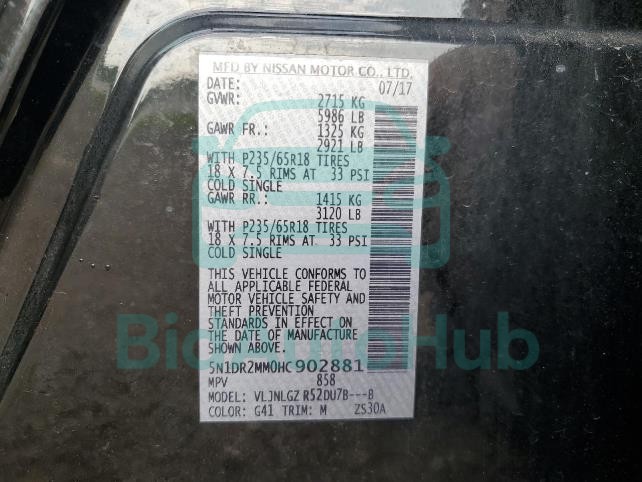 MFD BY NISSAN MOTOR CO., LTD.
DATE: 07/17
GVWR: 2715 KG
5986 LB
GAWR FR.: 1325 KG
2921 LB
WITH P235/65R18 TIRES
18 X 7.5 RIMS AT 33 PSI
COLD SINGLE
GAWR RR.: 1415 KG
3120 LB
WITH P235/65R18 TIRES
18 X 7.5 RIMS AT 33 PSI
COLD SINGLE
THIS VEHICLE CONFORMS TO
ALL APPLICABLE FEDERAL
MOTOR VEHICLE SAFETY AND
THEFT PREVENTION
STANDARDS IN EFFECT ON
THE DATE OF MANUFACTURE
SHOWN ABOVE.
5N1DR2MM0HC902881
MPV 858
MODEL: VLJNLGZ R52DU7B---B
COLOR: G41 TRIM: M ZS30A